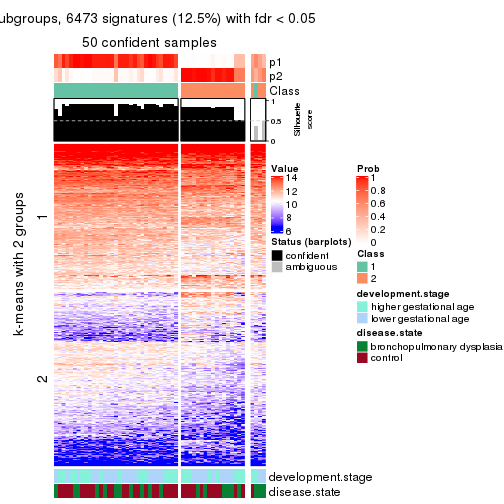 ubgroups, 6473 signatures (12.5%) with fdr < 0.05
50 confident samples
p1
p2
Class
1
0.5
0
Silhouette
score
k-means with 2 groups
1
2
Value
14
12
10
8
6
Prob
1
0.8
0.6
0.4
0.2
0
Status (barplots)
confident
ambiguous
Class
1
2
development.stage
higher gestational age
lower gestational age
disease.state
bronchopulmonary dysplasia
control
development.stage
disease.state